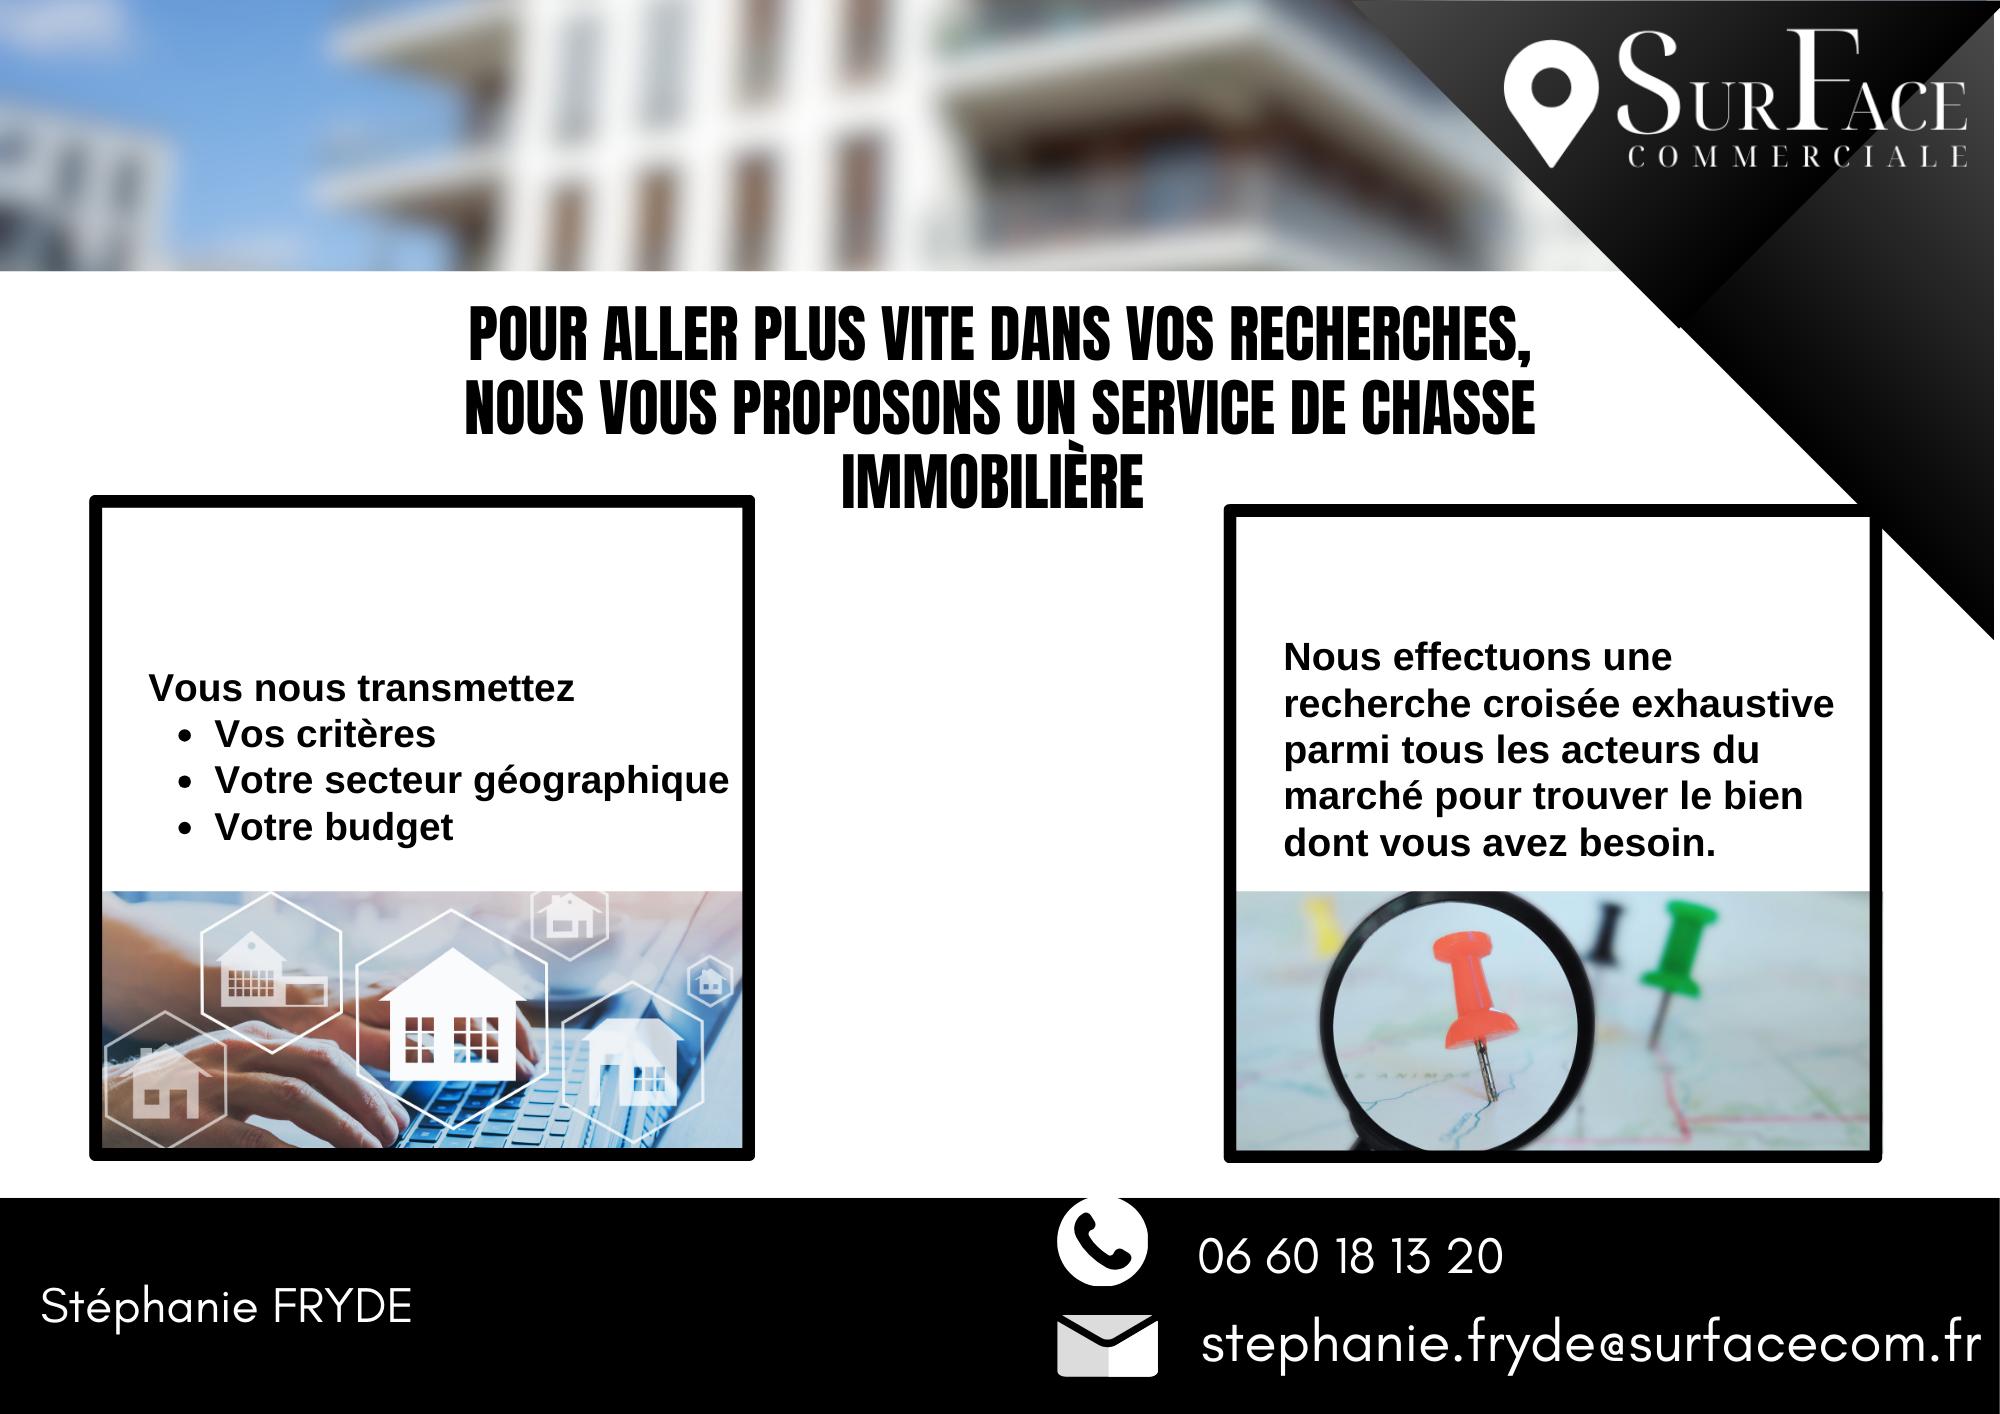 SURFACE
COMMERCIALE
POUR ALLER PLUS VITE DANS VOS RECHERCHES,
NOUS VOUS PROPOSONS UN SERVICE DE CHASSE
IMMOBILIÈRE
Vous nous transmettez
• Vos critères
• Votre secteur géographique
• Votre budget
Nous effectuons une
recherche croisée exhaustive
parmi tous les acteurs du
marché pour trouver le bien
dont vous avez besoin.
Stéphanie FRYDE
06 60 18 13 20
stephanie.fryde@surfacecom.fr